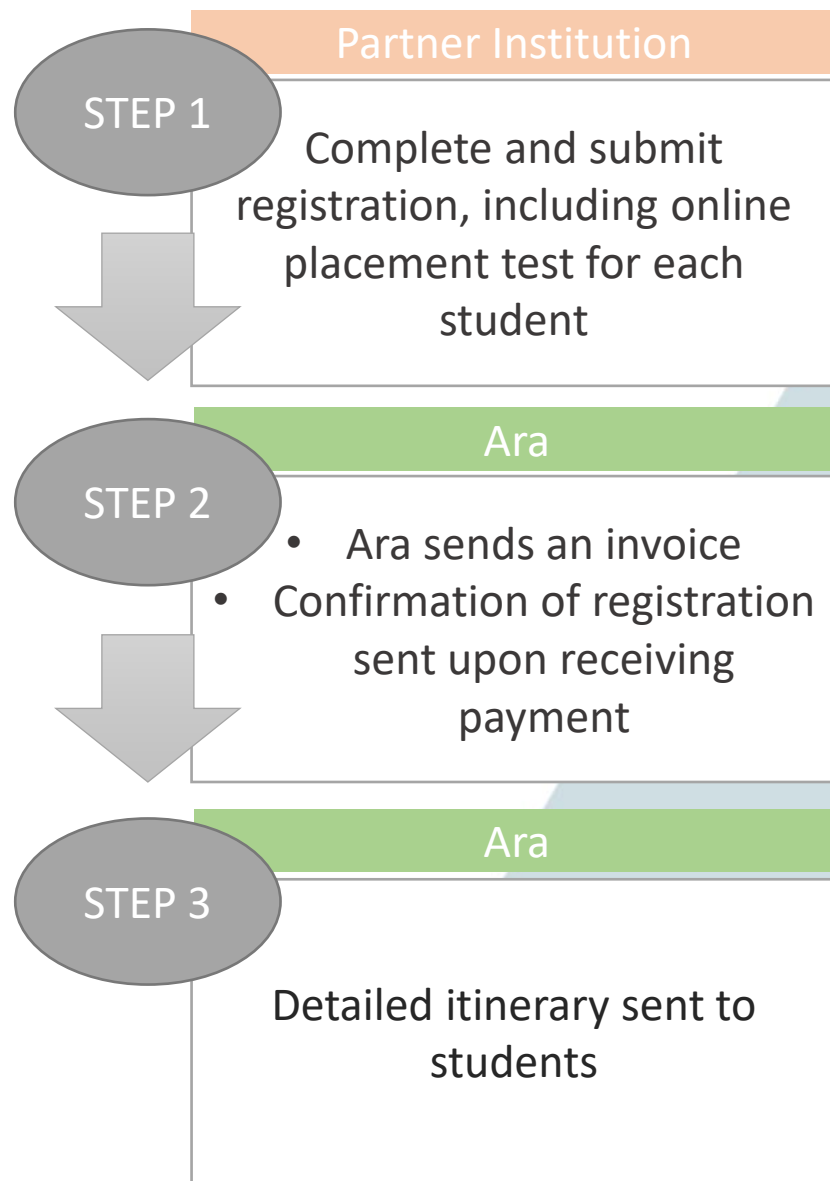 Partner Institution
STEP 1
Complete and submit
registration, including online
placement test for each
student
Ara
STEP 2
• Ara sends an invoice
• Confirmation of registration
sent upon receiving
payment
Ara
STEP 3
Detailed itinerary sent to
students